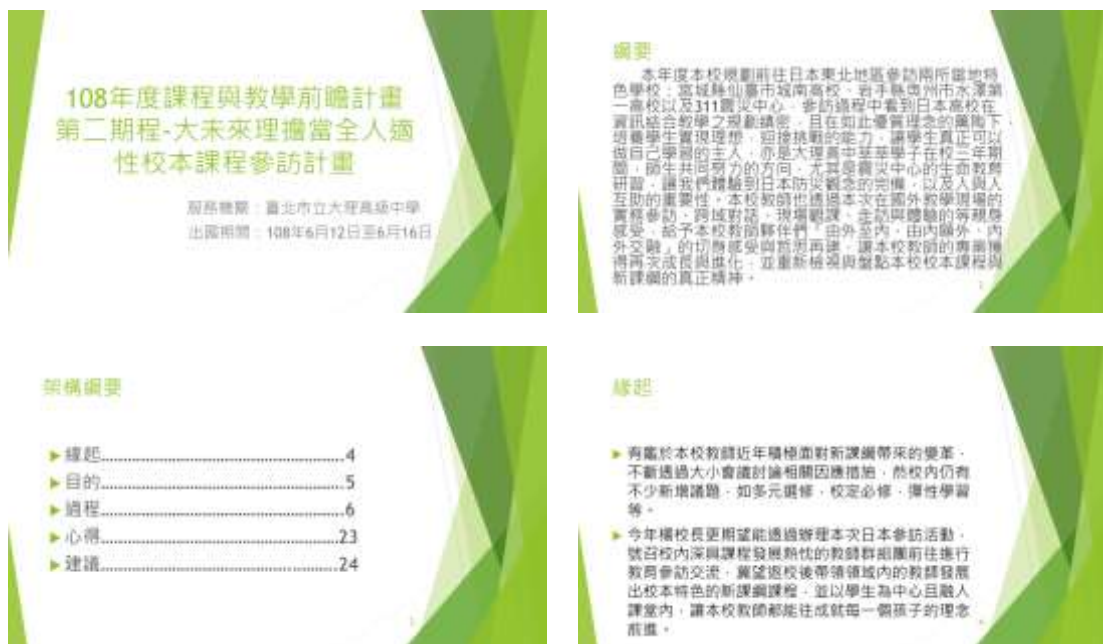 108年度課程與教學前瞻計畫
第二期程-大未來理擔當全人適
性校本課程參訪計畫
服務機關：臺北市立大理高級中學
出國期間：108年6月12日至6月16日
綱要
本年度本校規劃前往日本東北地區參訪兩所當地特
色學校：宮城縣仙臺市城南高校、岩手縣奧州市水澤第
一高校以及311震災中心，參訪過程中看到日本高校在
資訊結合教學之規劃縝密，且在如此優質理念的薰陶下，
培養學生實現理想，迎接挑戰的能力，讓學生真正可以
做自己學習的主人，亦是大理高中莘莘學子在校三年期
間，師生共同努力的方向，尤其是震災中心的生命教育
研習，讓我們體驗到日本防災觀念的完備，以及人與人
互助的重要性。本校教師也透過本次在國外教學現場的
實務參訪、跨域對話、現場觀課、走訪與體驗的等親身
感受，給予本校教師夥伴們「由外至內，由內顯外，內
外交融」的切身感受與哲思再建，讓本校教師的專業獲
得再次成長與進化，並重新檢視與盤點本校校本課程與
新課綱的真正精神。
架構綱要
緣起...............................................4
目的...............................................5
過程...............................................6
心得..............................................23
建議..............................................24
緣起
有鑑於本校教師近年積極面對新課綱帶來的變革，
不斷透過大小會議討論相關因應措施，然校內仍有
不少新增議題，如多元選修，校定必修，彈性學習
等。
今年楊校長更期望能透過辦理本次日本參訪活動，
號召校內深具課程發展熱忱的教師群組團前往進行
教育參訪交流，冀望返校後帶領領域內的教師發展
出校本特色的新課綱課程，並以學生為中心且融入
課堂內，讓本校教師都能往成就每一個孩子的理念
前進。